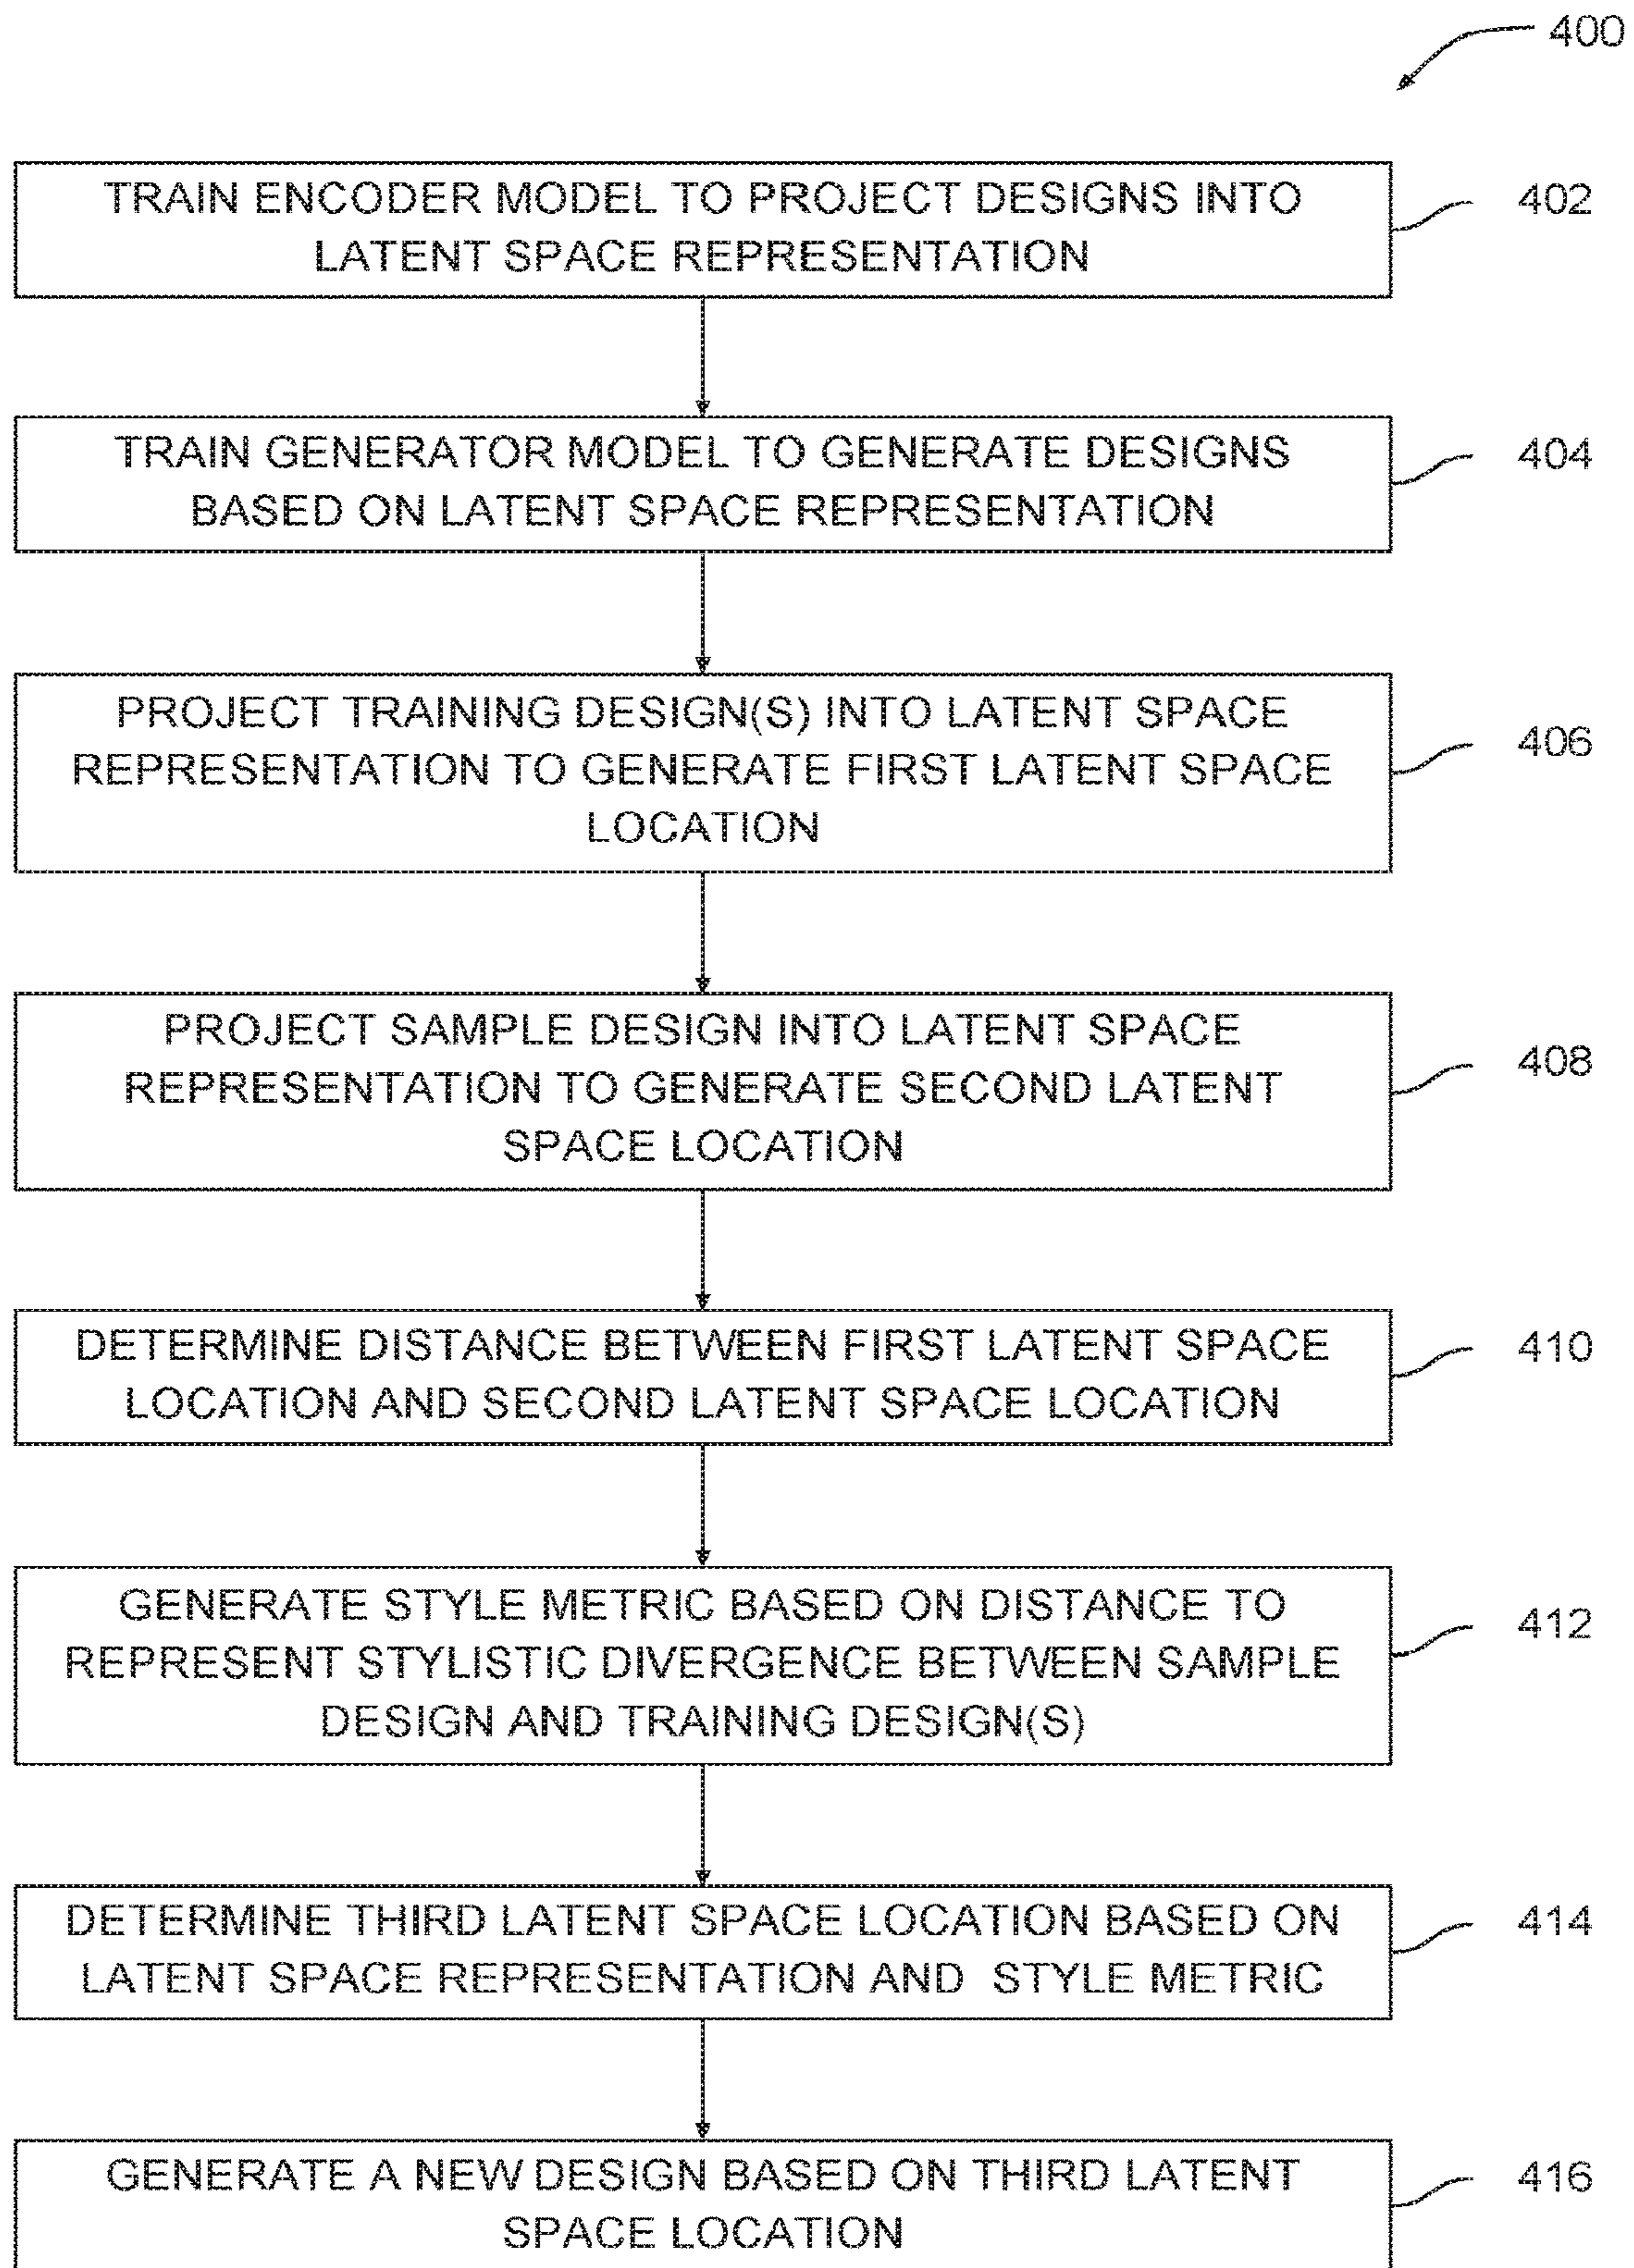 400
TRAIN ENCODER MODEL TO PROJECT DESIGNS INTO
LATENT SPACE REPRESENTATION
402
TRAIN GENERATOR MODEL TO GENERATE DESIGNS
BASED ON LATENT SPACE REPRESENTATION
404
PROJECT TRAINING DESIGN(S) INTO LATENT SPACE
REPRESENTATION TO GENERATE FIRST LATENT SPACE
LOCATION
406
PROJECT SAMPLE DESIGN INTO LATENT SPACE
REPRESENTATION TO GENERATE SECOND LATENT
SPACE LOCATION
408
DETERMINE DISTANCE BETWEEN FIRST LATENT SPACE
LOCATION AND SECOND LATENT SPACE LOCATION
410
GENERATE STYLE METRIC BASED ON DISTANCE TO
REPRESENT STYLISTIC DIVERGENCE BETWEEN SAMPLE
DESIGN AND TRAINING DESIGN(S)
412
DETERMINE THIRD LATENT SPACE LOCATION BASED ON
LATENT SPACE REPRESENTATION AND STYLE METRIC
414
GENERATE A NEW DESIGN BASED ON THIRD LATENT
SPACE LOCATION
416